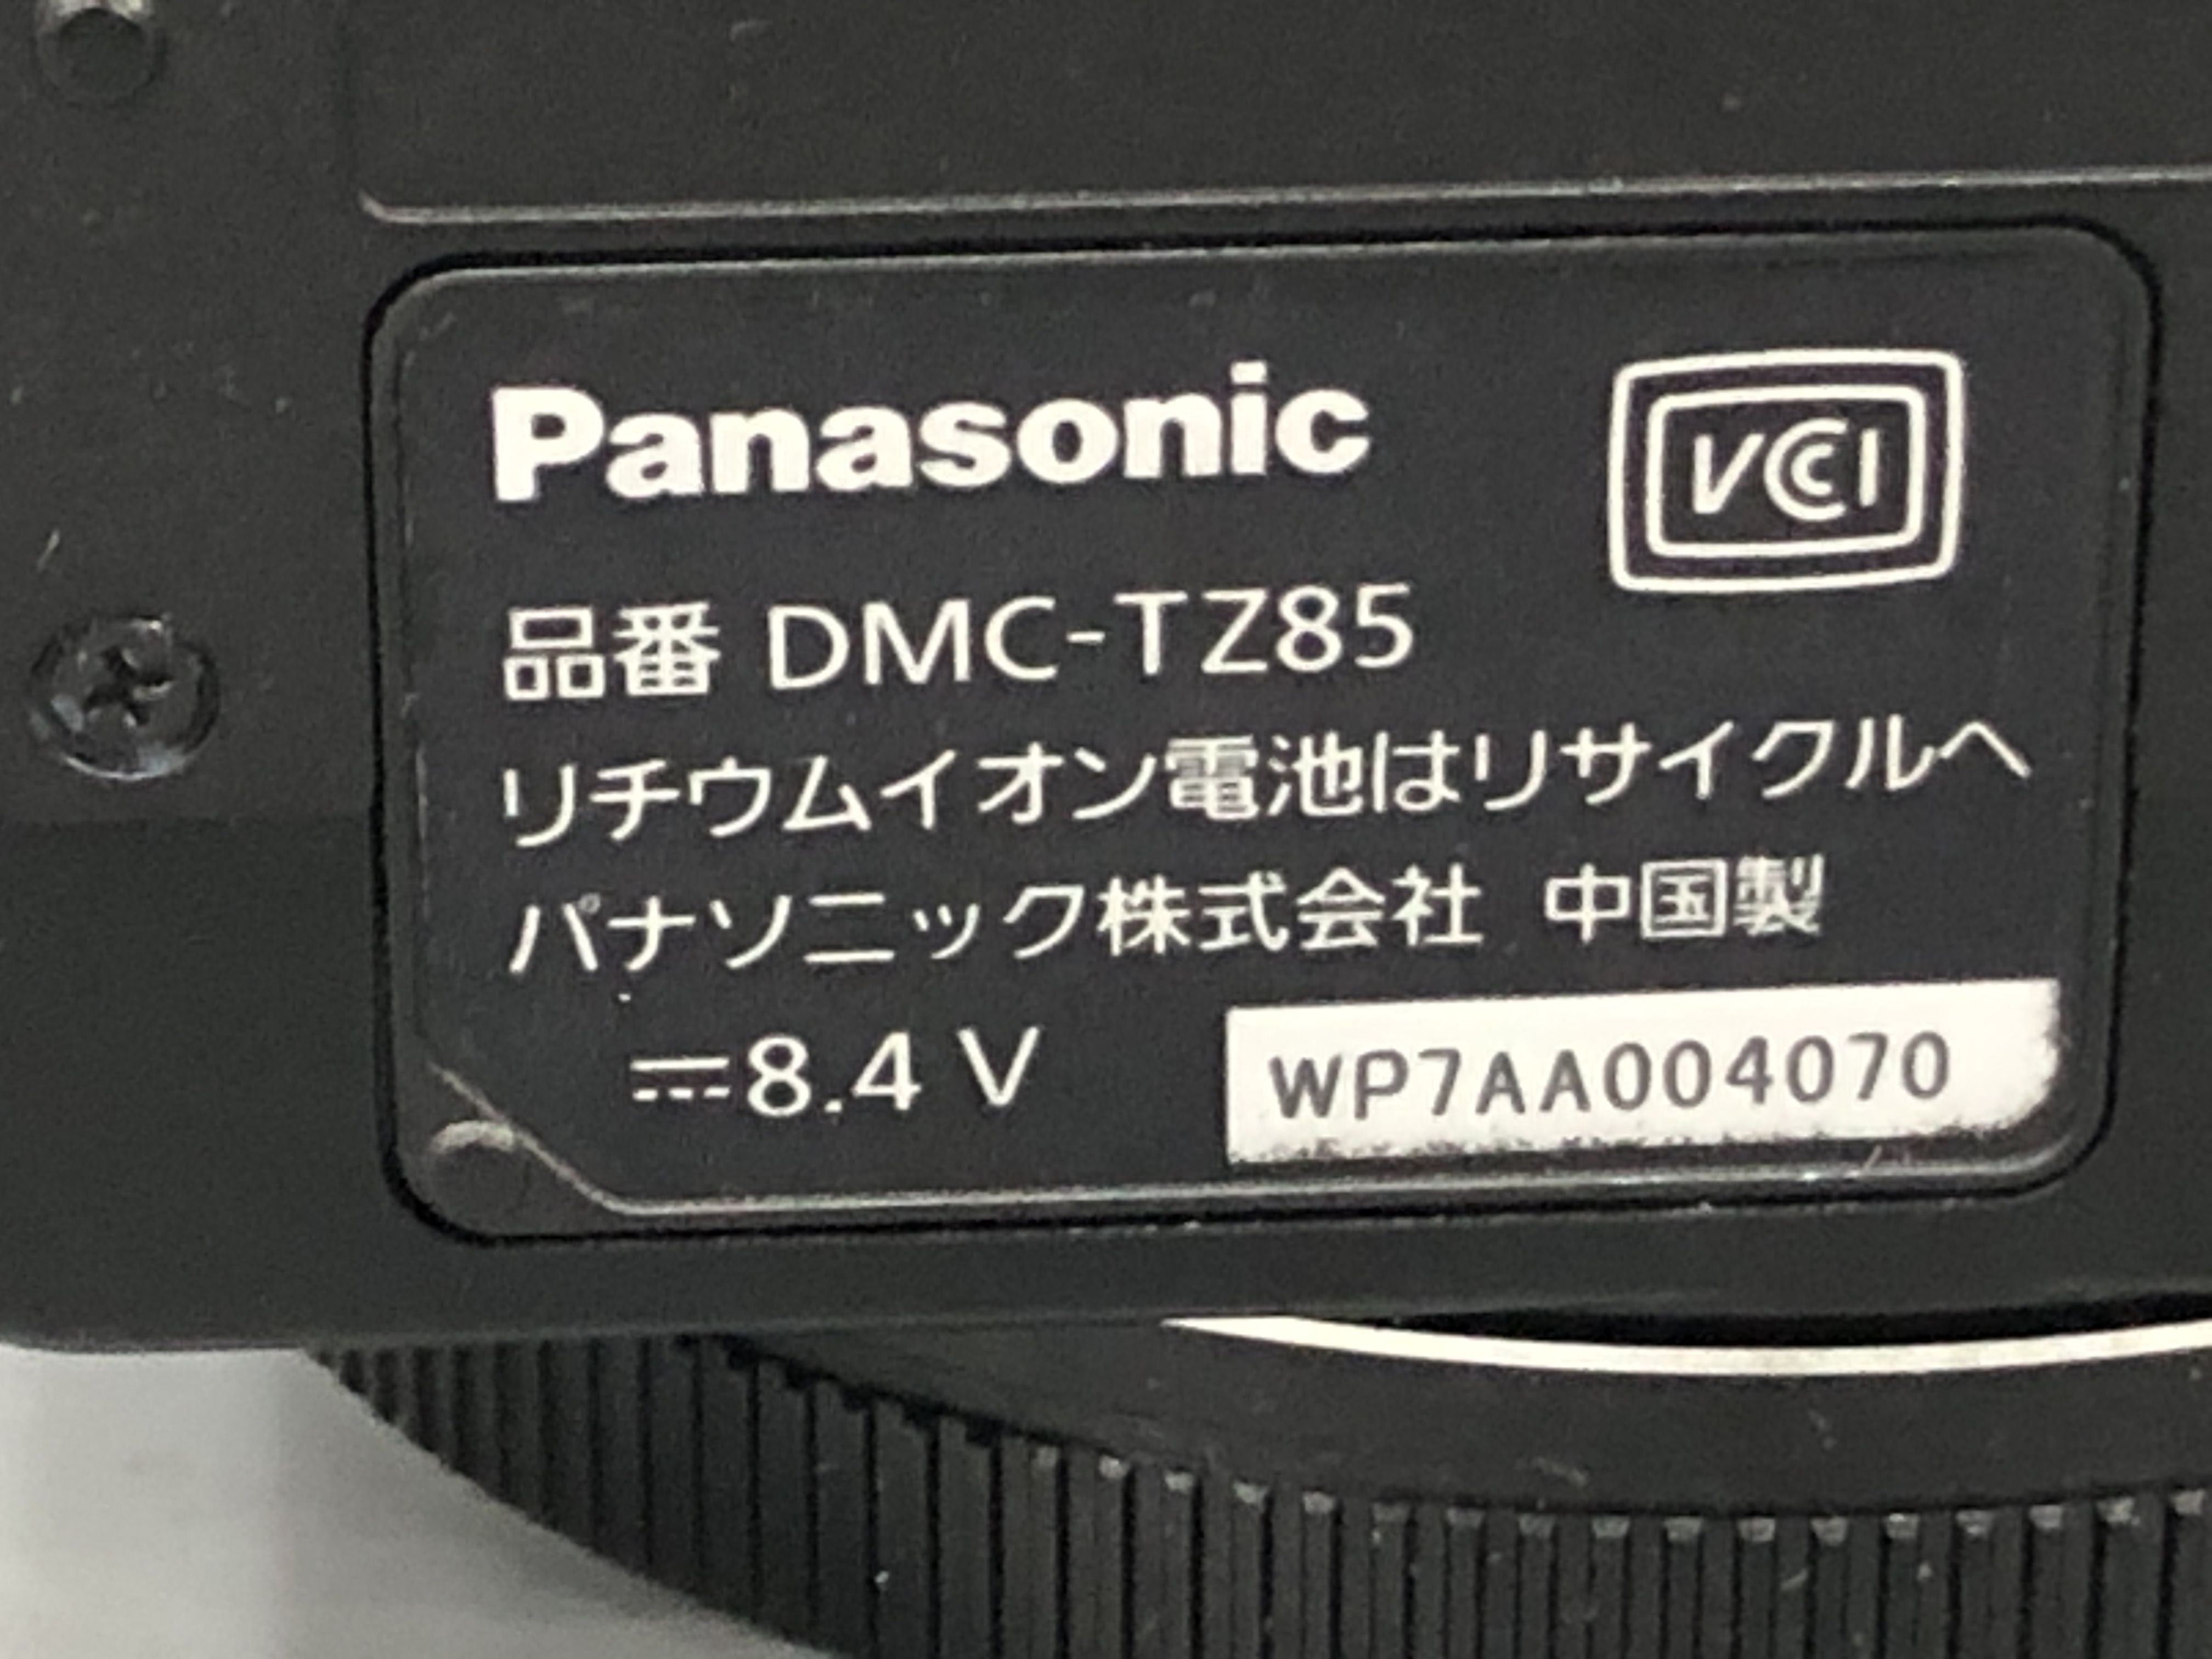 Panasonic
VCCI
品番 DMC-TZ85
リチウムイオン電池はリサイクルへ
パナソニック株式会社 中国製
⎓8.4 V
WP7AA004070